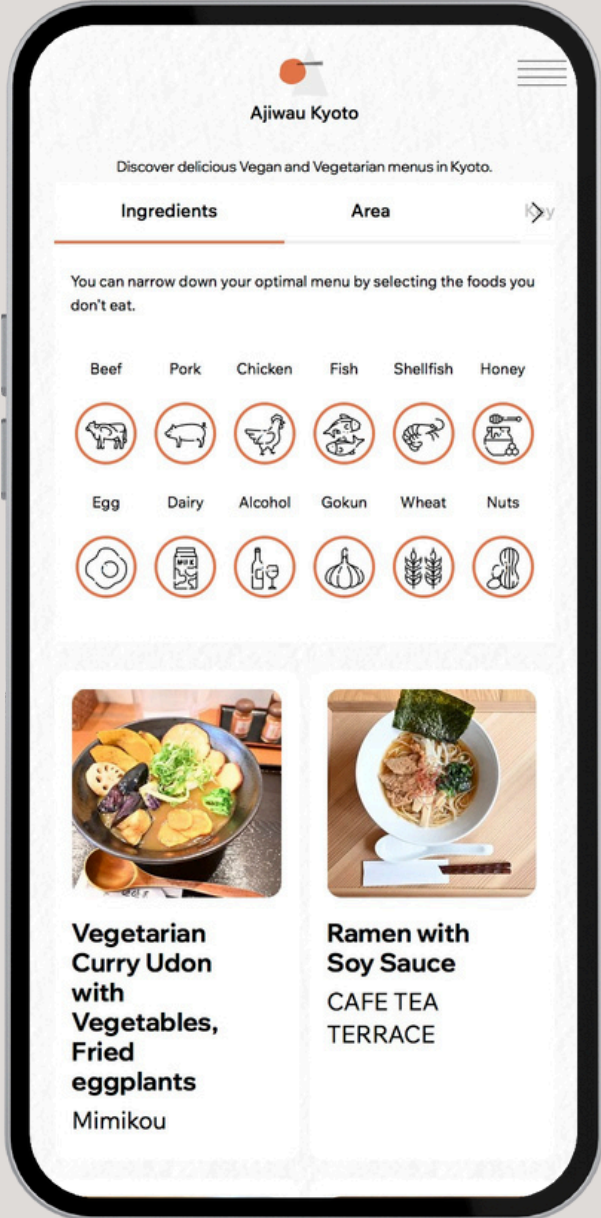 Ajiwau Kyoto
Discover delicious Vegan and Vegetarian menus in Kyoto.
Ingredients Area
You can narrow down your optimal menu by selecting the foods you
don't eat.
Beef Pork Chicken Fish Shellfish Honey
Egg Dairy Alcohol Gokun Wheat Nuts
Vegetarian
Curry Udon
with
Vegetables,
Fried
eggplants
Mimikou
Ramen with
Soy Sauce
CAFE TEA
TERRACE